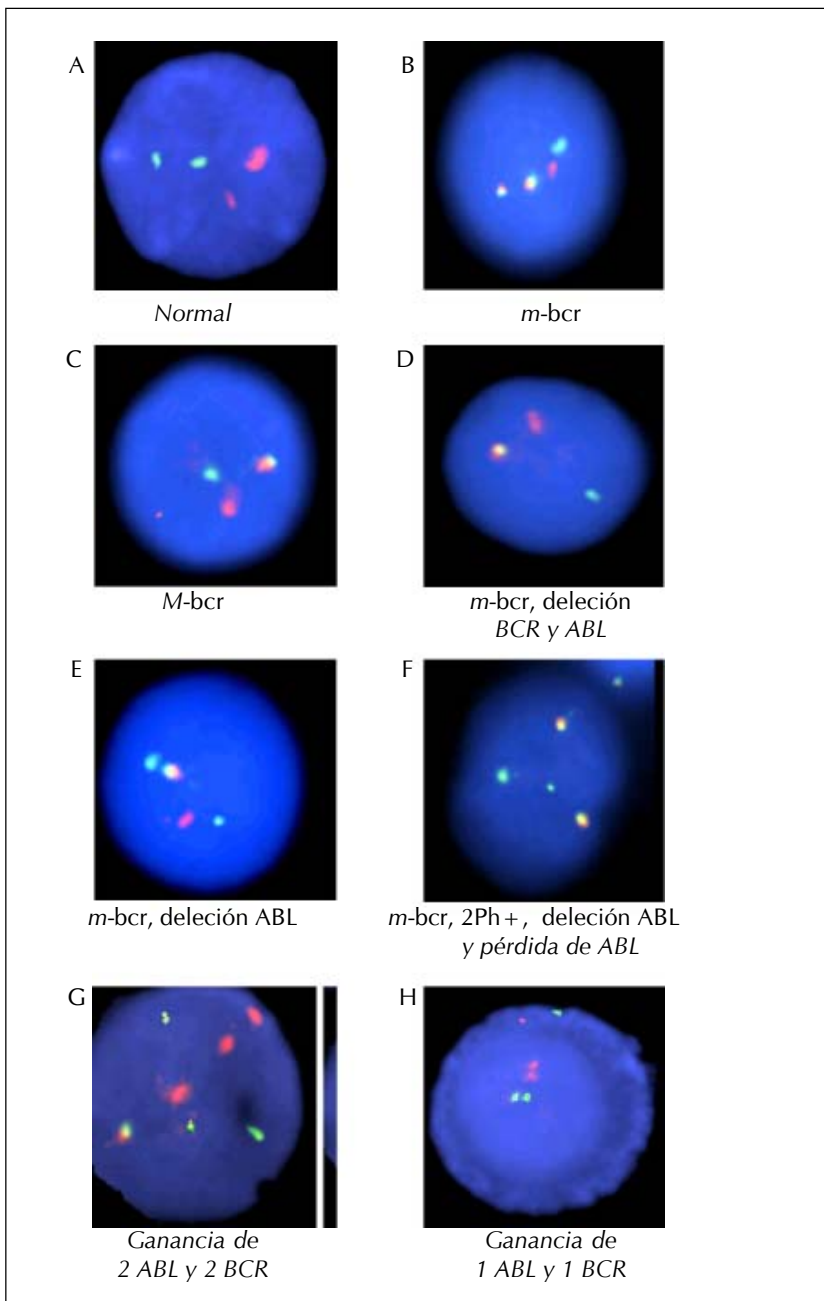 A
B
Normal
m-bcr
C
D
M-bcr
m-bcr, deleción
BCR y ABL
E
F
m-bcr, deleción ABL
m-bcr, 2Ph+, deleción ABL
y pérdida de ABL
G
H
Ganancia de
2 ABL y 2 BCR
Ganancia de
1 ABL y 1 BCR